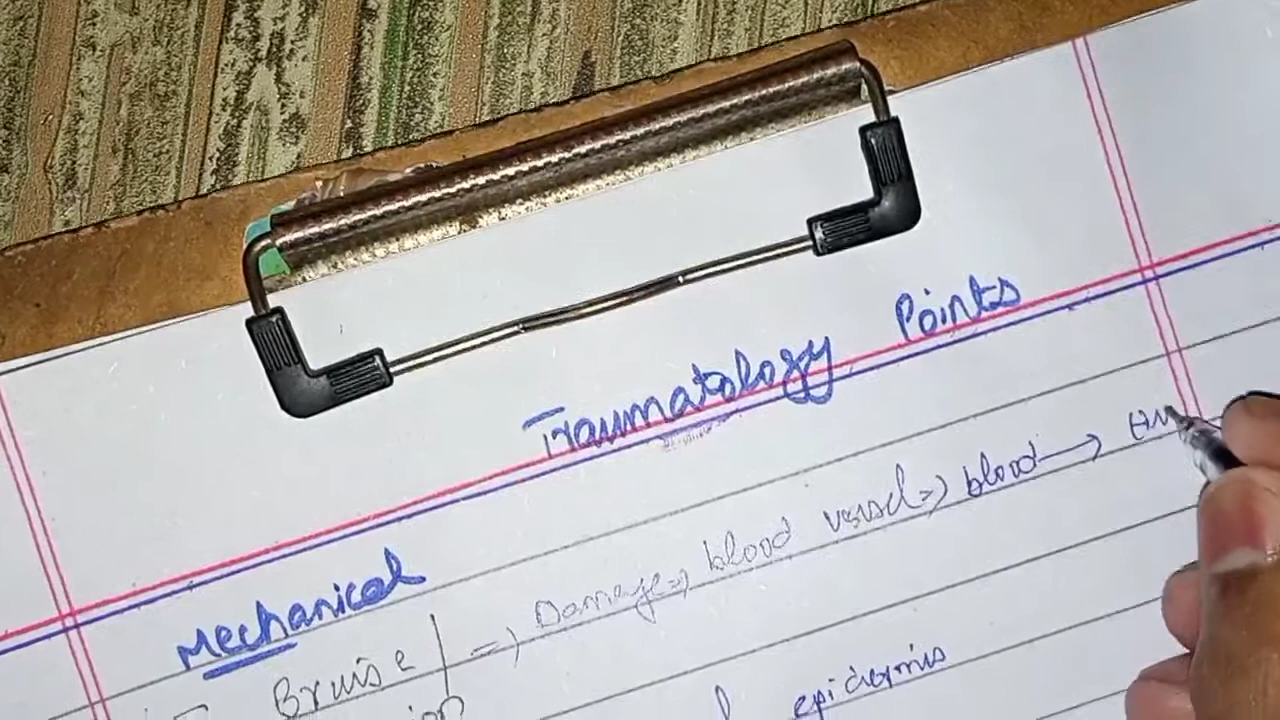 Traumatology Points
Mechanical
Bruise => Damage => blood vessel => blood →
epidermis